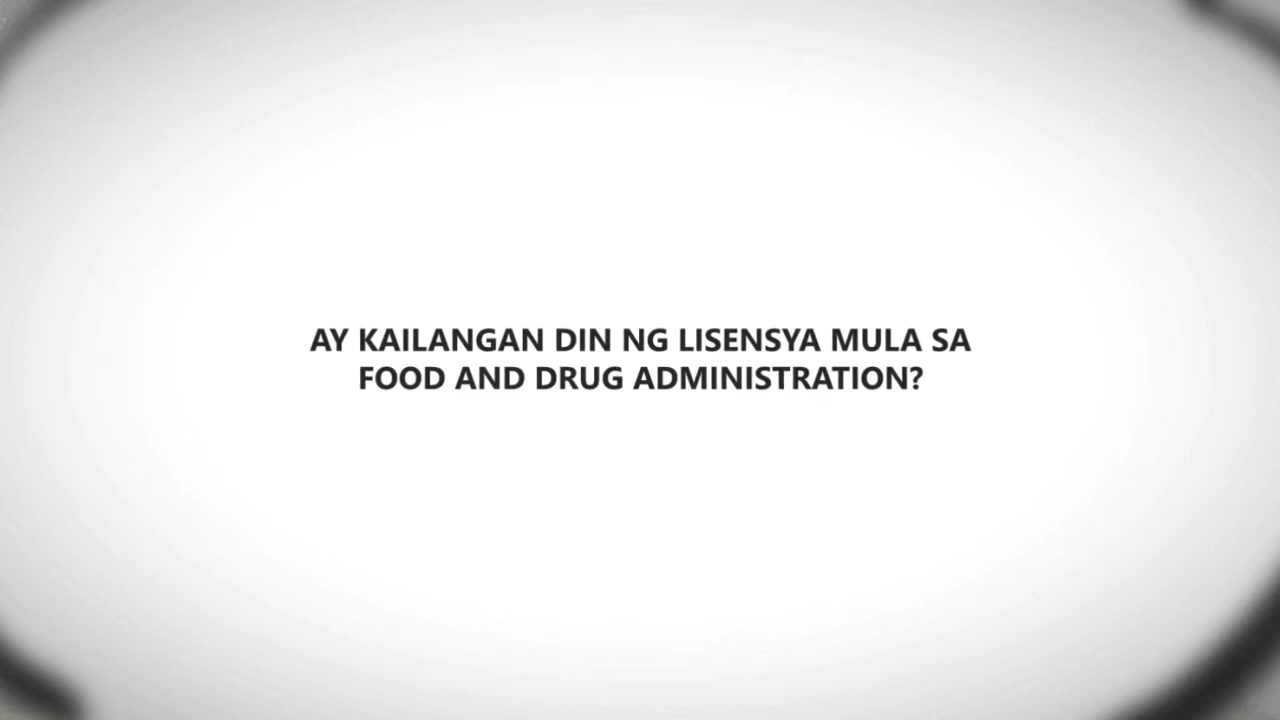 AY KAILANGAN DIN NG LISENSYA MULA SA
FOOD AND DRUG ADMINISTRATION?